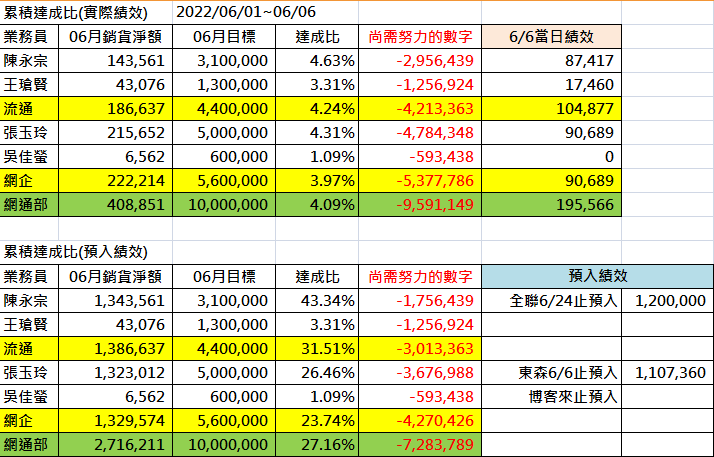 累積達成比(實際績效) 2022/06/01~06/06
業務員 06月銷貨淨額 06月目標 達成比 尚需努力的數字 6/6當日績效
陳永宗 143,561 3,100,000 4.63% -2,956,439 87,417
王瑲賢 43,076 1,300,000 3.31% -1,256,924 17,460
流通 186,637 4,400,000 4.24% -4,213,363 104,877
張玉玲 215,652 5,000,000 4.31% -4,784,348 90,689
吳佳螢 6,562 600,000 1.09% -593,438 0
網企 222,214 5,600,000 3.97% -5,377,786 90,689
網通部 408,851 10,000,000 4.09% -9,591,149 195,566
累積達成比(預入績效)
業務員 06月銷貨淨額 06月目標 達成比 尚需努力的數字 預入績效
陳永宗 1,343,561 3,100,000 43.34% -1,756,439 全聯6/24止預入 1,200,000
王瑲賢 43,076 1,300,000 3.31% -1,256,924
流通 1,386,637 4,400,000 31.51% -3,013,363
張玉玲 1,323,012 5,000,000 26.46% -3,676,988 東森6/6止預入 1,107,360
吳佳螢 6,562 600,000 1.09% -593,438 博客來止預入
網企 1,329,574 5,600,000 23.74% -4,270,426
網通部 2,716,211 10,000,000 27.16% -7,283,789